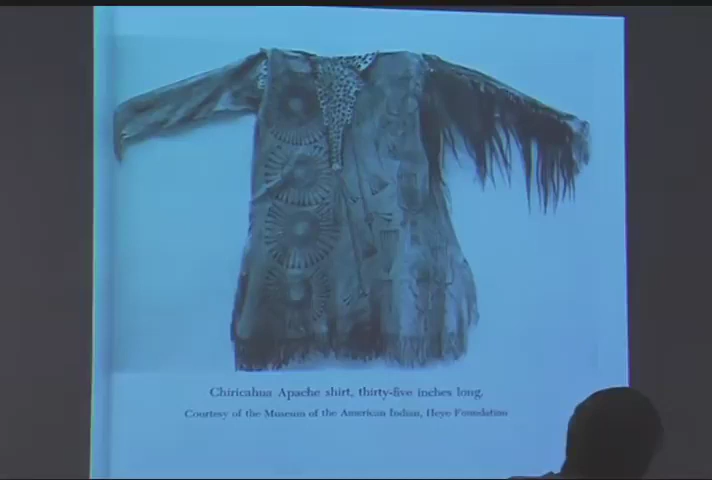 Chiricahua Apache shirt, thirty-five inches long.
Courtesy of the Museum of the American Indian, Heye Foundation